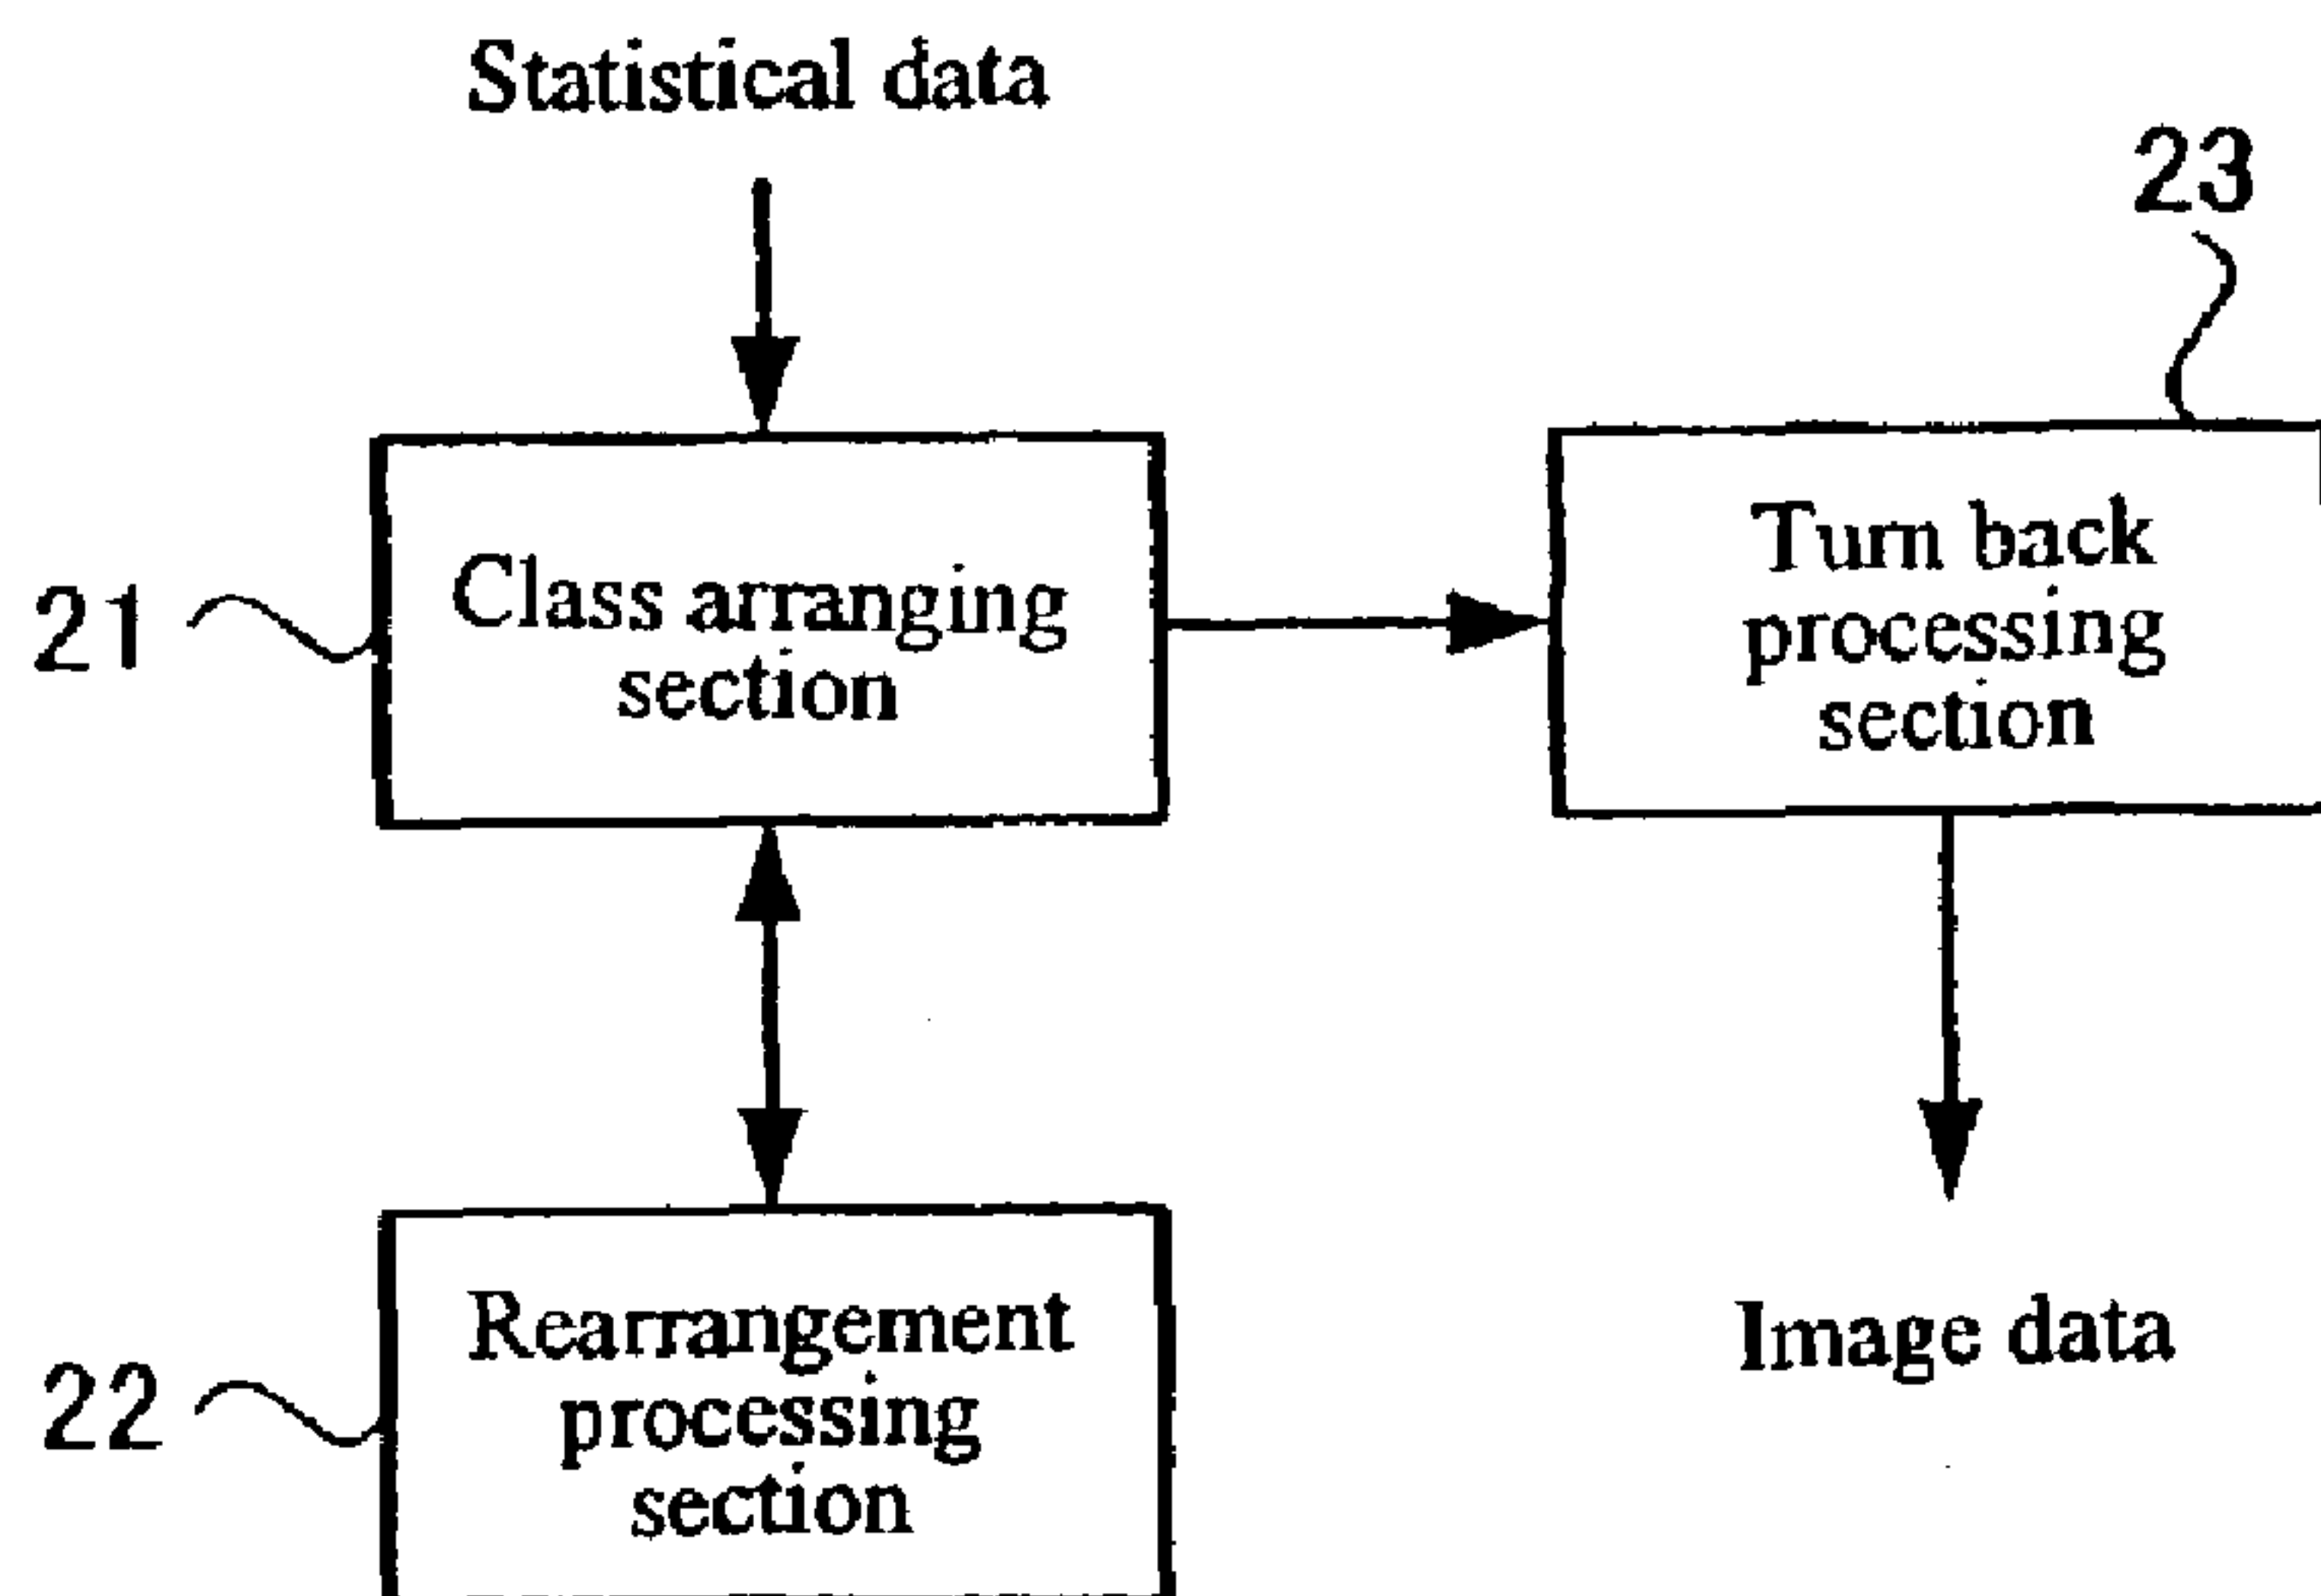 Statistical data
23
21
Class arranging
section
Turn back
processing
section
22
Rearrangement
processing
section
Image data